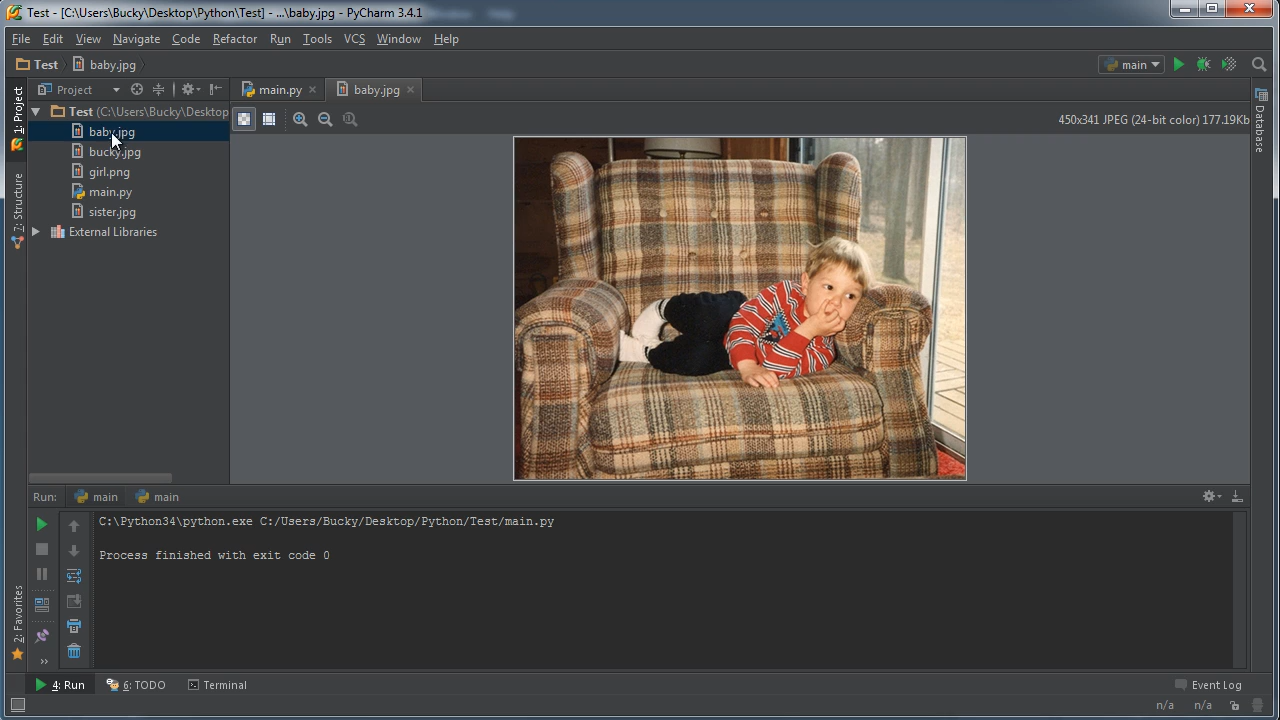 Test - [C:\Users\Bucky\Desktop\Python\Test] - ...\baby.jpg - PyCharm 3.4.1
File Edit View Navigate Code Refactor Run Tools VCS Window Help
Test baby.jpg main
1: Project
7: Structure
2: Favorites
Project
Test (C:\Users\Bucky\Desktop
baby.jpg
bucky.jpg
girl.png
main.py
sister.jpg
External Libraries
main.py baby.jpg
450x341 JPEG (24-bit color) 177.19Kb
Database
Run: main main
C:\Python34\python.exe C:/Users/Bucky/Desktop/Python/Test/main.py
Process finished with exit code 0
4: Run 6: TODO Terminal Event Log
n/a n/a